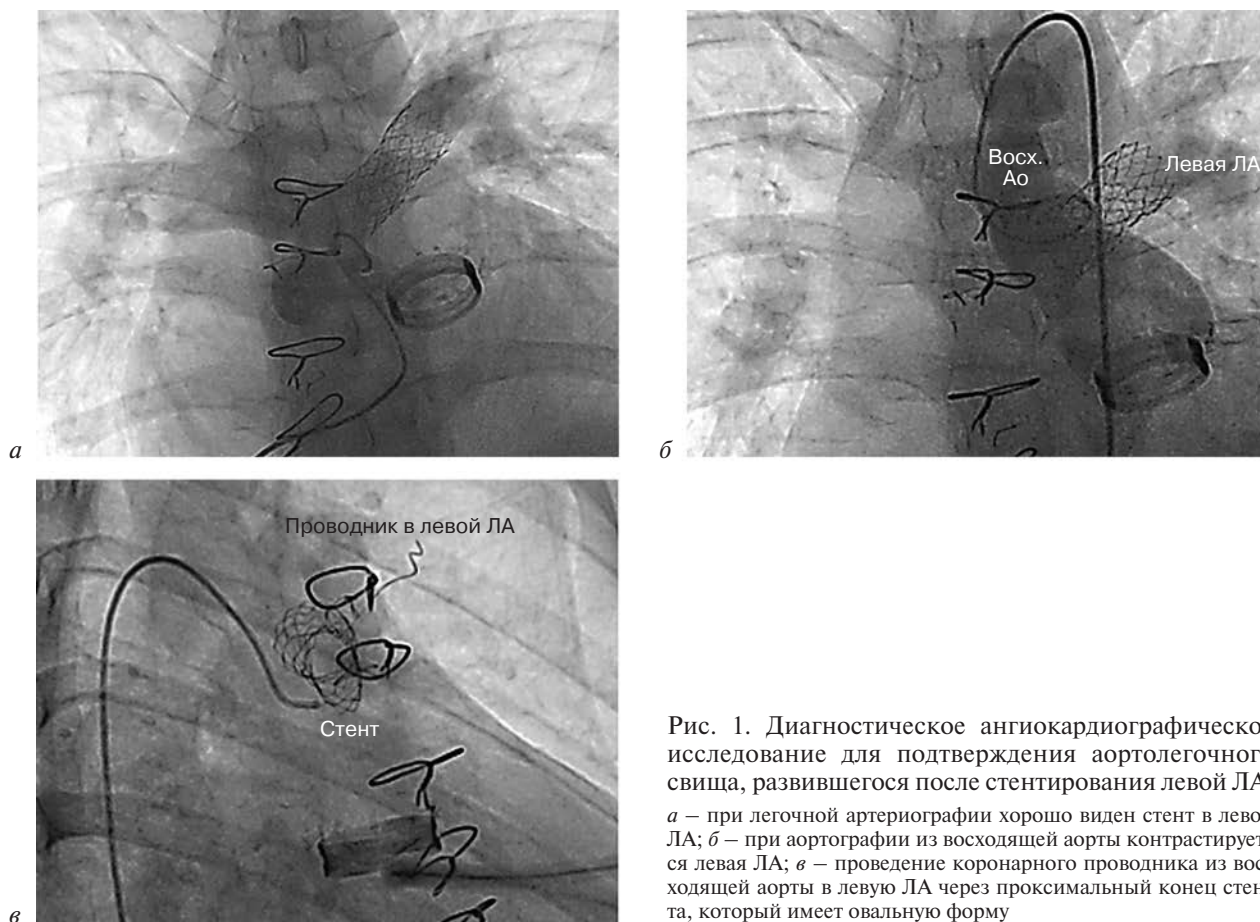 Восх.
Ао
Левая ЛА
а
б
Проводник в левой ЛА
Стент
в
Рис. 1. Диагностическое ангиокардиографическо
исследование для подтверждения аортолегочног
свища, развившегося после стентирования левой ЛА
а – при легочной артериографии хорошо виден стент в лево
ЛА; б – при аортографии из восходящей аорты контрастирует
ся левая ЛА; в – проведение коронарного проводника из вос
ходящей аорты в левую ЛА через проксимальный конец стен
та, который имеет овальную форму